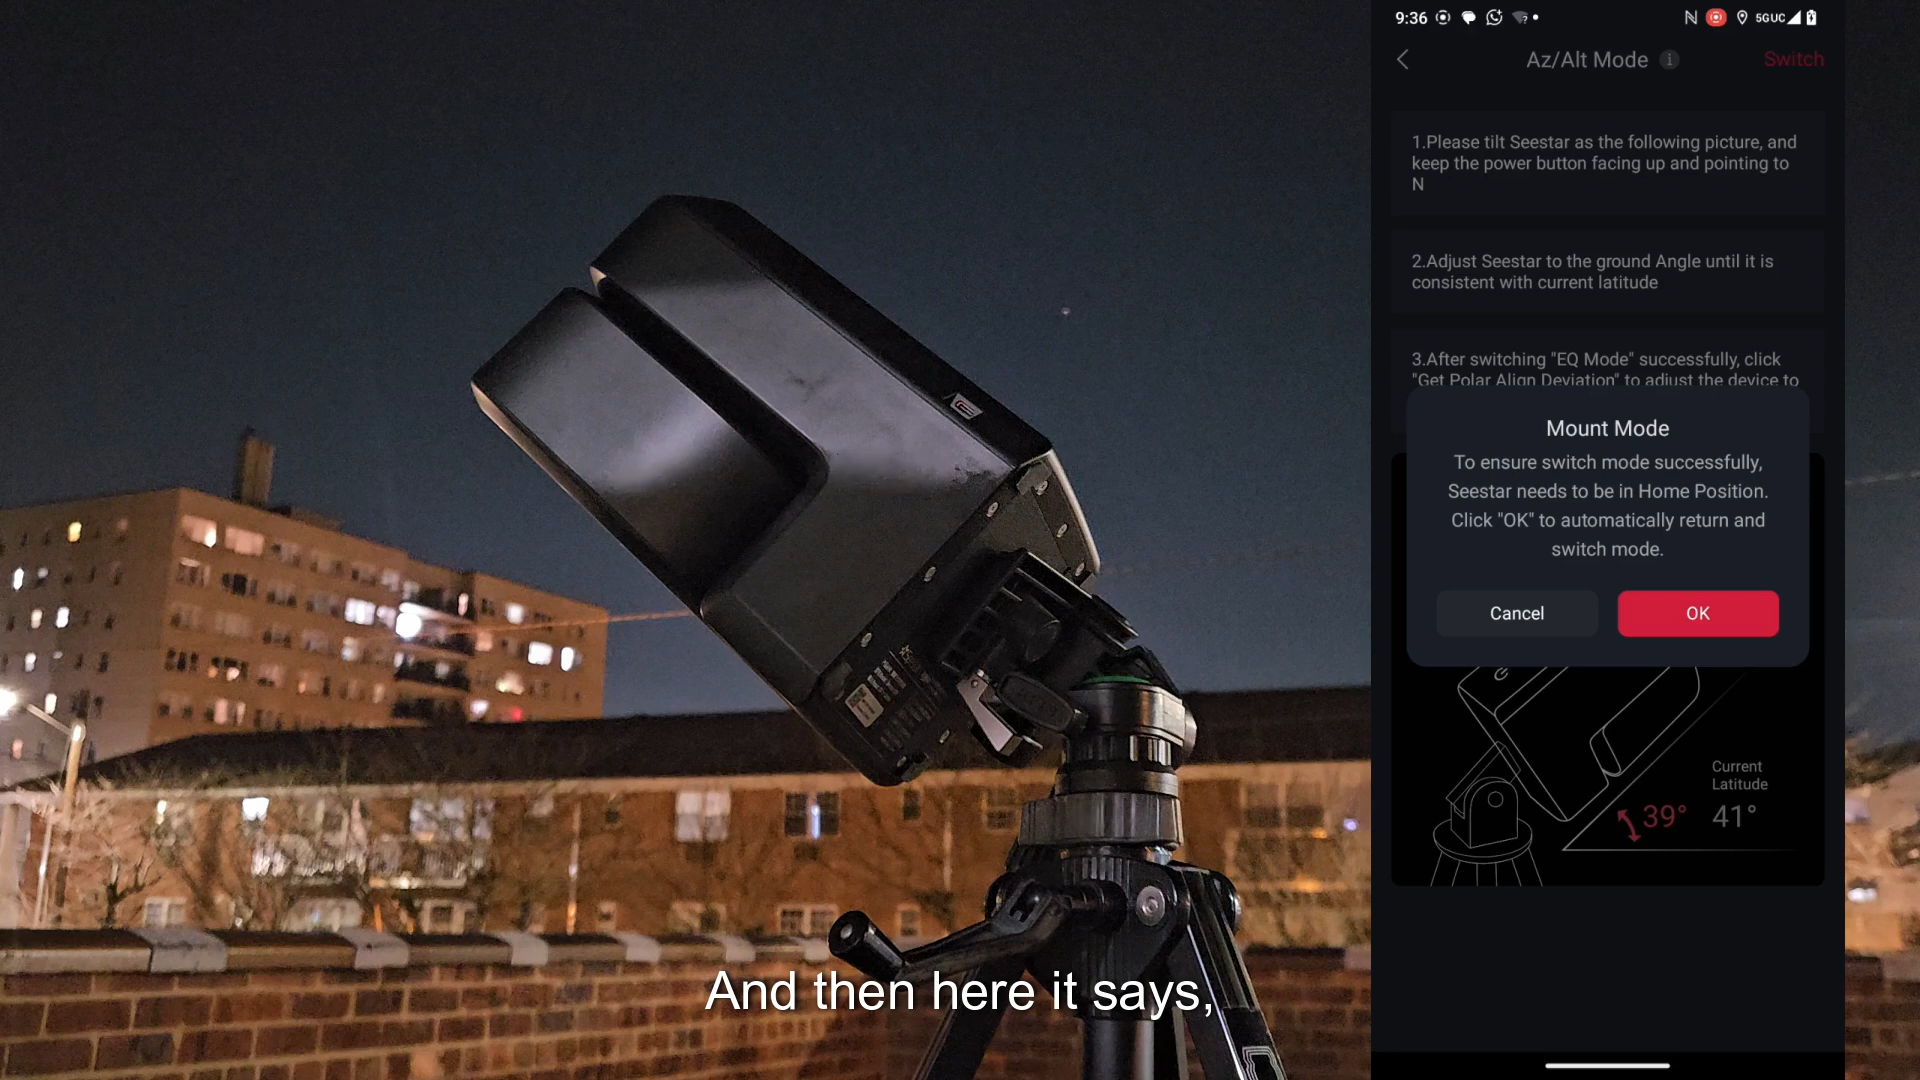 9:36
5GUC
Az/Alt Mode
Switch
1.Please tilt Seestar as the following picture, and
keep the power button facing up and pointing to
N
2.Adjust Seestar to the ground Angle until it is
consistent with current latitude
3.After switching "EQ Mode" successfully, click
"Get Polar Align Deviation" to adjust the device to
Mount Mode
To ensure switch mode successfully,
Seestar needs to be in Home Position.
Click "OK" to automatically return and
switch mode.
Cancel
OK
Current
Latitude
39°
41°
And then here it says,